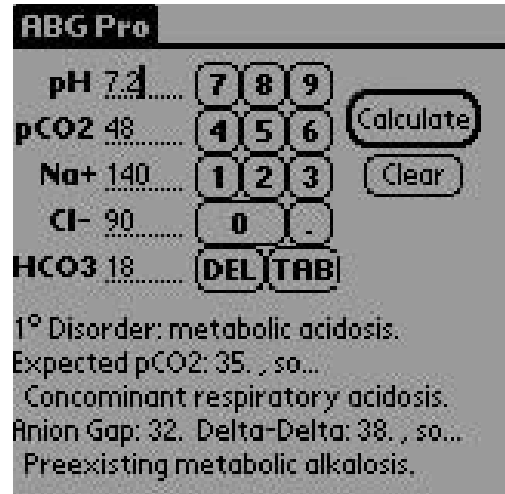 ABG Pro
pH 7.2
7 8 9
pCO2 48
4 5 6
Calculate
Na+ 140
1 2 3
Clear
Cl- 90
0 .
HCO3 18
DEL TAB
1° Disorder: metabolic acidosis.
Expected pCO2: 35. , so...
Concominant respiratory acidosis.
Anion Gap: 32. Delta-Delta: 38. , so...
Preexisting metabolic alkalosis.